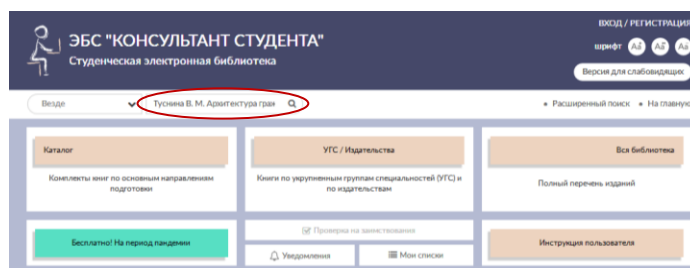 ВХОД / РЕГИСТРАЦИЯ
ЭБС "КОНСУЛЬТАНТ СТУДЕНТА"
Студенческая электронная библиотека
шрифт
Версия для слабовидящих
Везде
Туснина В. М. Архитектура граж
Расширенный поиск
На главную
Каталог
УГС / Издательства
Вся библиотека
Комплекты книг по основным направлениям
подготовки
Книги по укрупненным группам специальностей (УГС) и
по издательствам
Полный перечень изданий
Бесплатно! На период пандемии
Проверка на заимствования
Инструкция пользователя
Уведомления
Мои списки